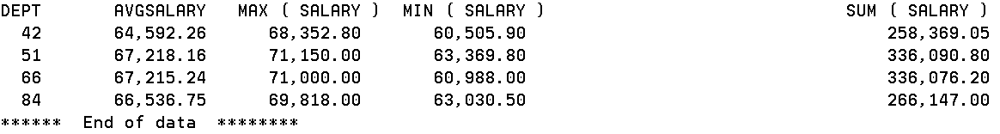 DEPT AVGSALARY MAX ( SALARY ) MIN ( SALARY ) SUM ( SALARY )
42 64,592.26 68,352.80 60,505.90 258,369.05
51 67,218.16 71,150.00 63,369.80 336,090.80
66 67,215.24 71,000.00 60,988.00 336,076.20
84 66,536.75 69,818.00 63,030.50 266,147.00
****** End of data ********